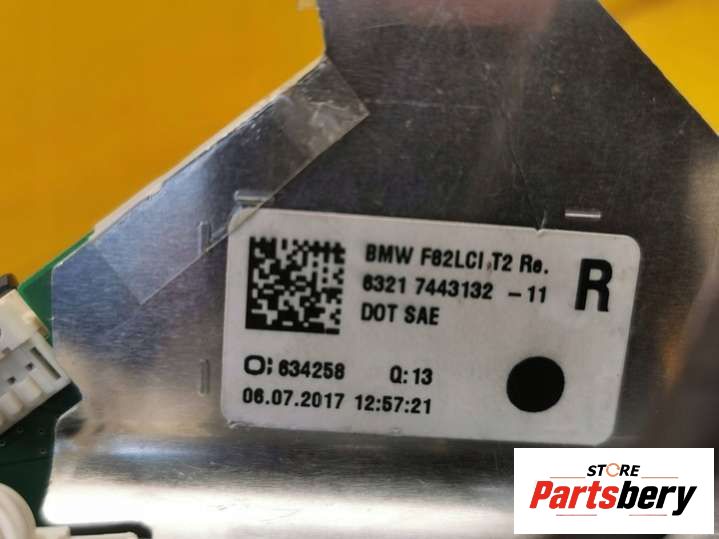 BMW F82LCI T2 Re.
6321 7443132 -11
R
DOT SAE
O; 634258 Q: 13
06.07.2017 12:57:21
STORE
Partsbery